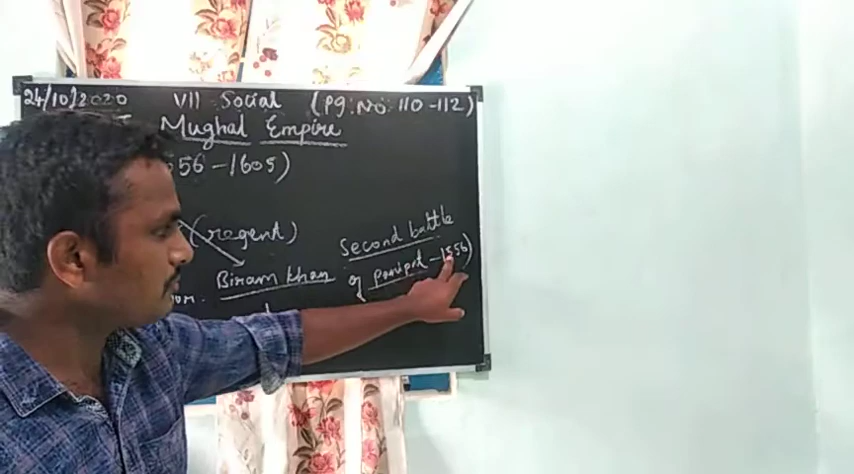 24/10/2020 VII Social (Pg: No: 110-112)
Mughal Empire
556 - 1605)
(regent)
Second battle
Biram khan of panipat - 1556)